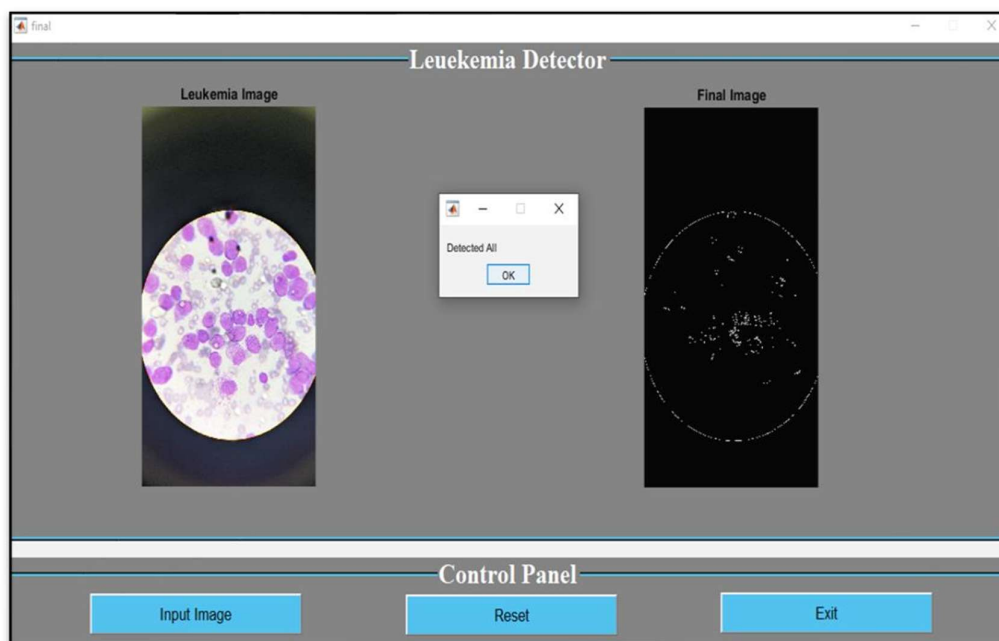 final
Leuekemia Detector
Leukemia Image
Final Image
Detected All
OK
Control Panel
Input Image
Reset
Exit